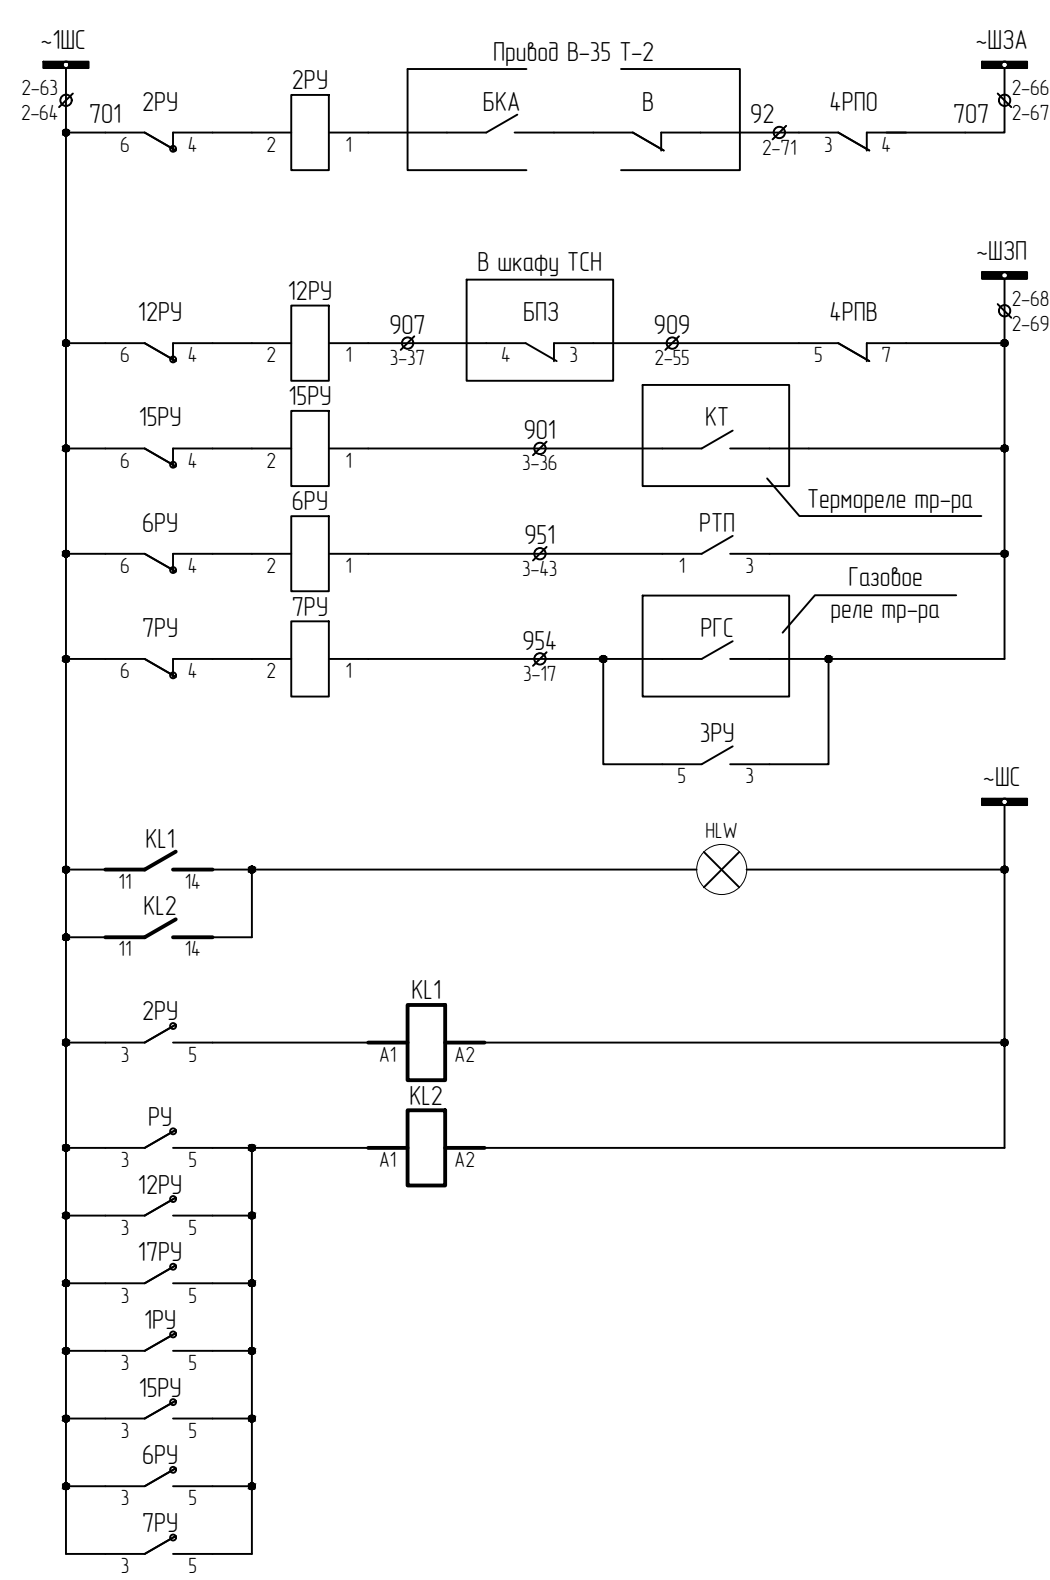 ~1ШС
2-63
2-64
701
2РУ
6
4
2РУ
2
1
Привод В-35 Т-2
БКА
В
92
2-71
4РПО
3
4
~ШЗА
2-66
2-67
707
~ШЗП
2-68
2-69
12РУ
6
4
12РУ
2
1
907
3-37
В шкафу ТСН
БПЗ
4
3
909
2-55
4РПВ
5
7
15РУ
6
4
15РУ
2
1
901
3-36
КТ
Термореле тр-ра
6РУ
6
4
6РУ
2
1
951
3-43
РТП
1
3
7РУ
6
4
7РУ
2
1
954
3-17
РГС
Газовое
реле тр-ра
3РУ
5
3
~ШС
KL1
11
14
HLW
KL2
11
14
2РУ
3
5
KL1
A1
A2
РУ
3
5
KL2
A1
A2
12РУ
3
5
17РУ
3
5
1РУ
3
5
15РУ
3
5
6РУ
3
5
7РУ
3
5